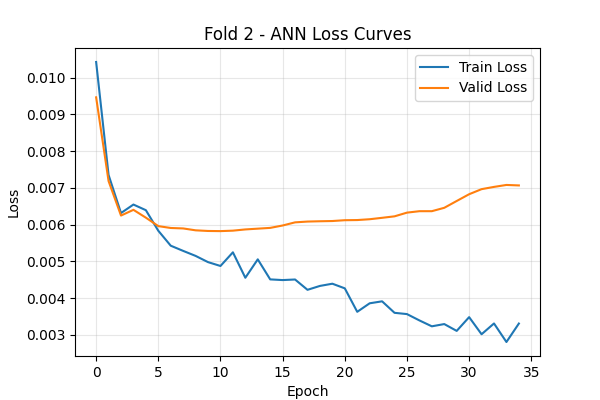 Fold 2 - ANN Loss Curves
Train Loss
Valid Loss
0.010
0.009
0.008
0.007
0.006
0.005
0.004
0.003
Loss
0 5 10 15 20 25 30 35
Epoch